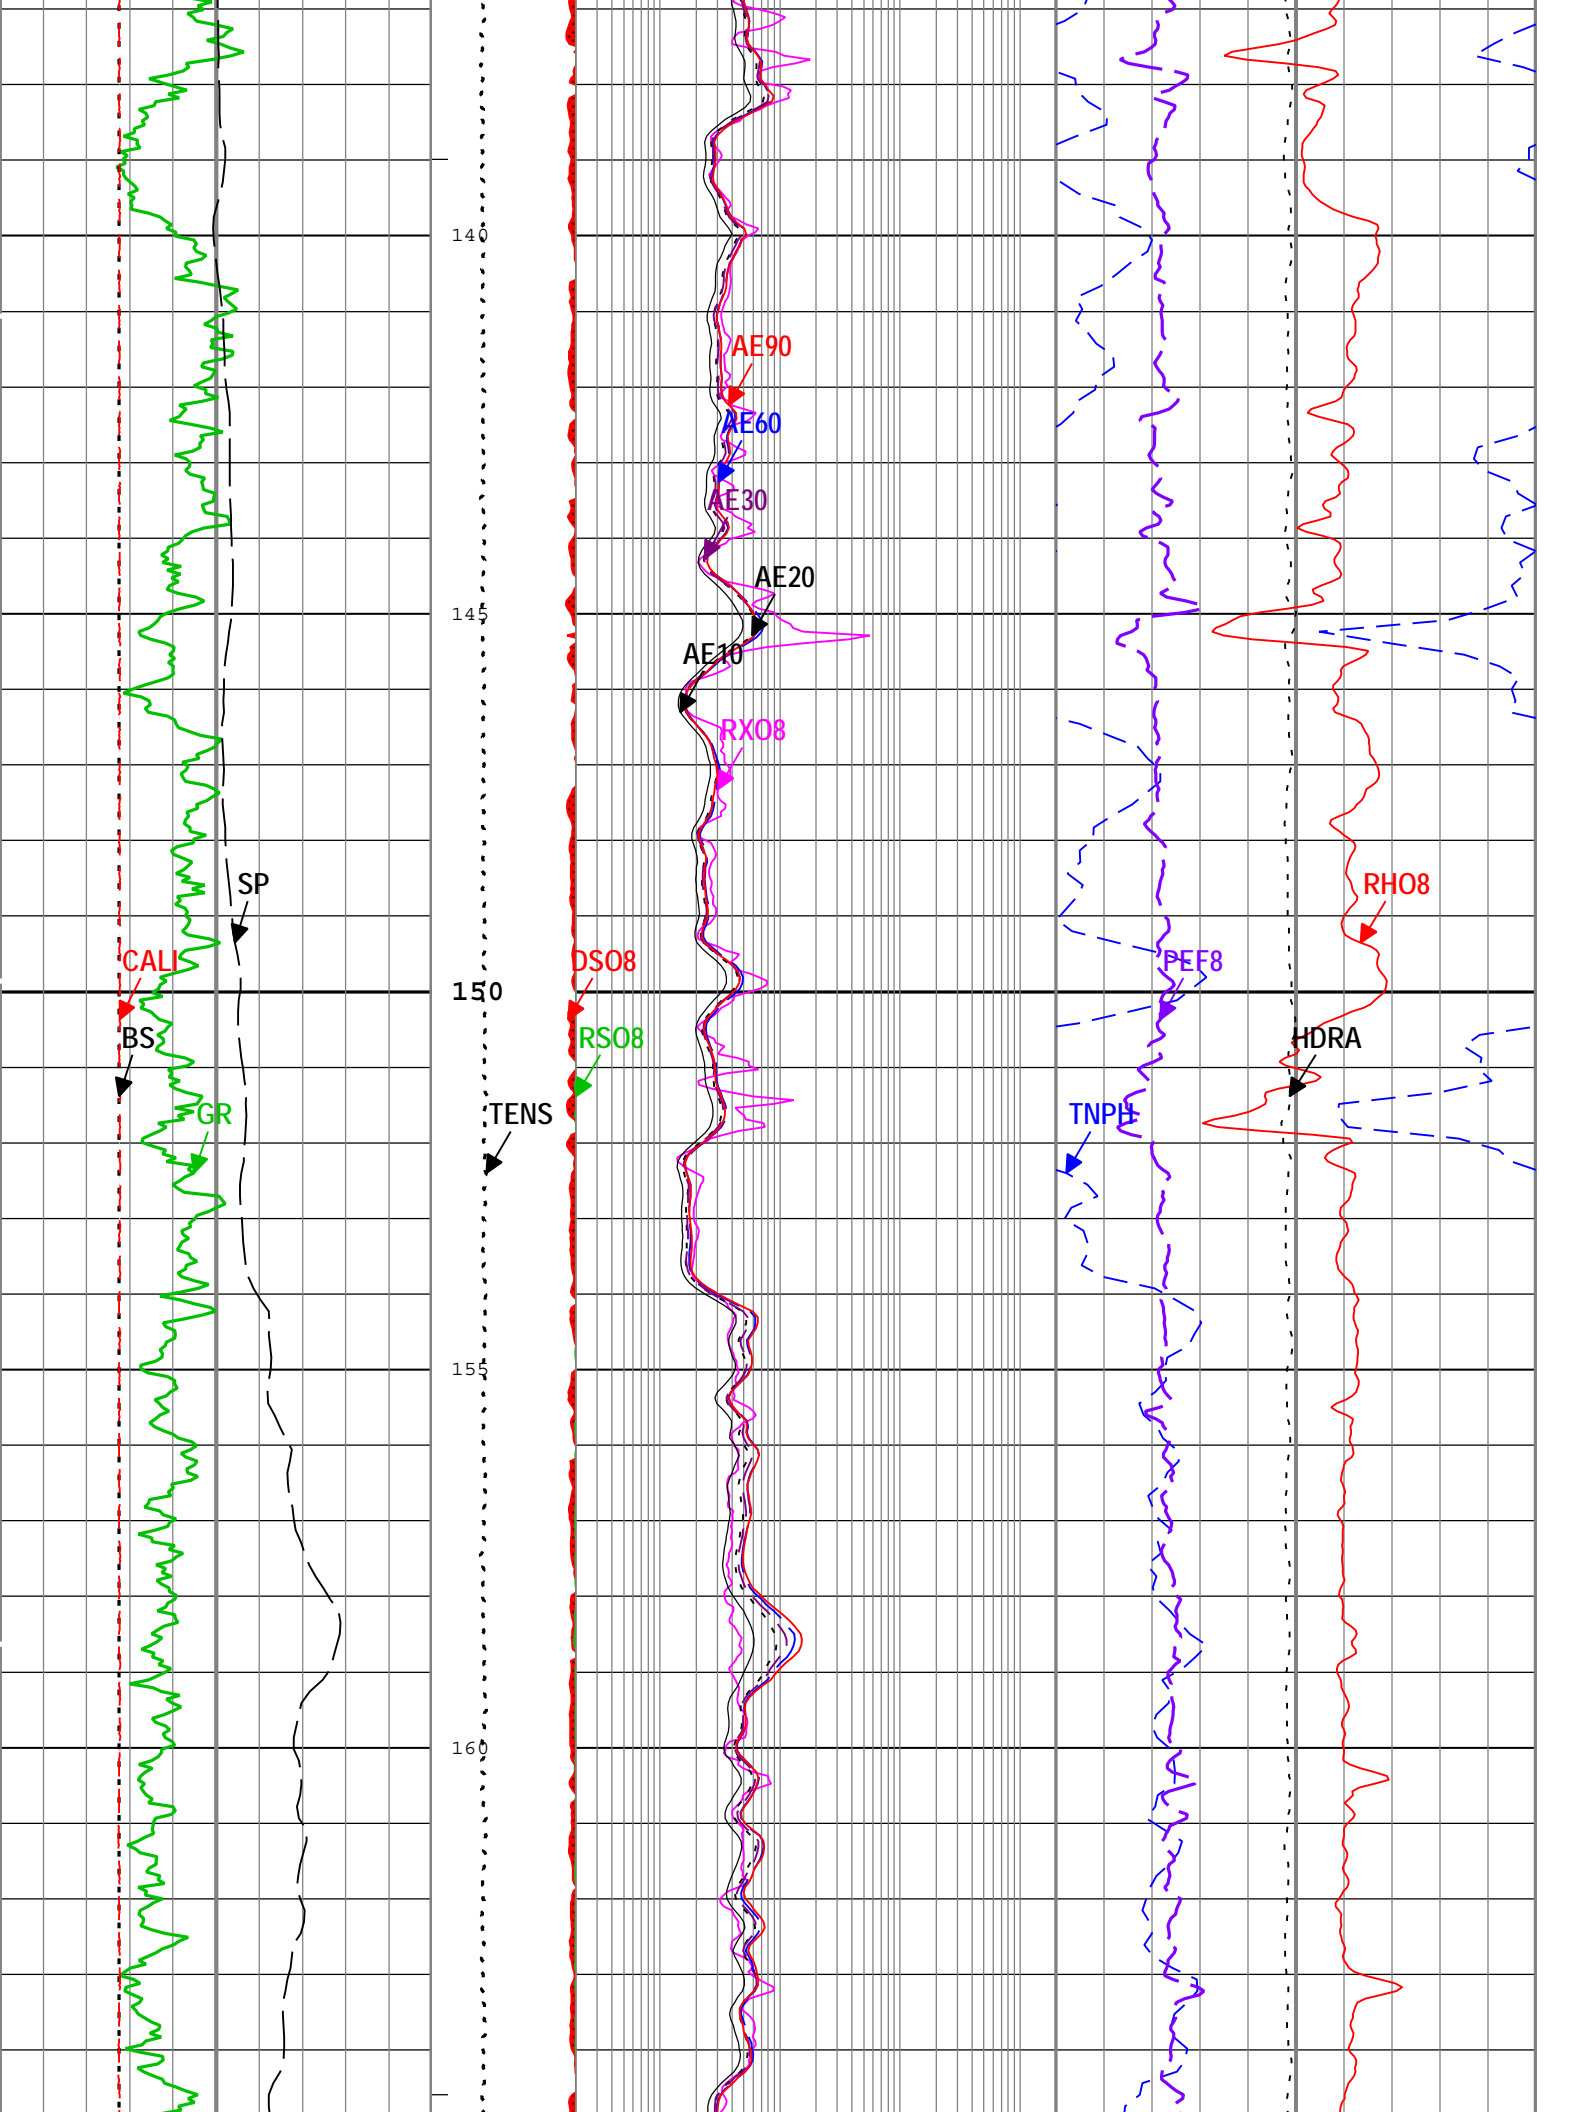 140
AE90
AE60
AE30
AE20
145
AE10
RXO8
SP
RHO8
CALI
DSO8
PEF8
150
BS
RSO8
HDRA
GR
TENS
TNPH
155
160